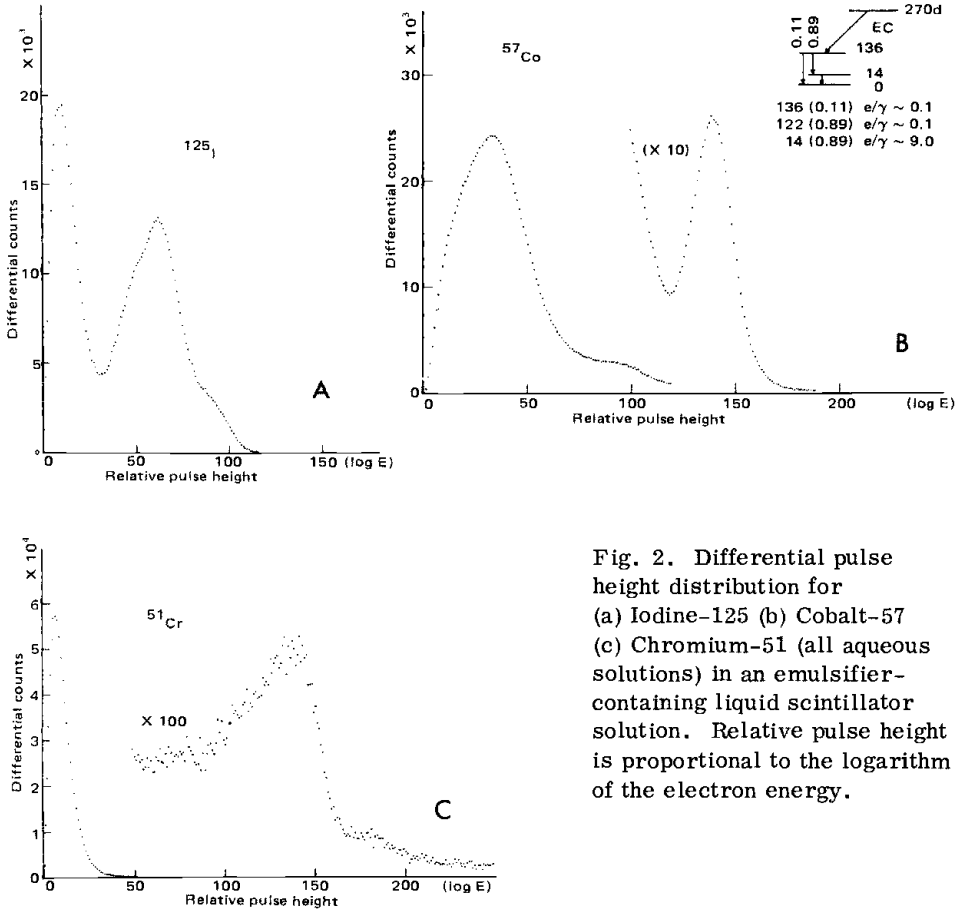 X 10³
20
15
10
5
0
Differential counts
125I
A
0 50 100 150 (log E)
Relative pulse height
X 10³
30
20
10
0
Differential counts
57Co
(X 10)
B
0 50 100 150 200 (log E)
Relative pulse height
0.11
0.89
270d
EC
136
14
0
136 (0.11) e/γ ~ 0.1
122 (0.89) e/γ ~ 0.1
14 (0.89) e/γ ~ 9.0
X 10⁴
6
5
4
3
2
1
0
Differential counts
51Cr
X 100
C
0 50 100 150 200 (log E)
Relative pulse height
Fig. 2. Differential pulse
height distribution for
(a) Iodine-125 (b) Cobalt-57
(c) Chromium-51 (all aqueous
solutions) in an emulsifier-
containing liquid scintillator
solution. Relative pulse height
is proportional to the logarithm
of the electron energy.